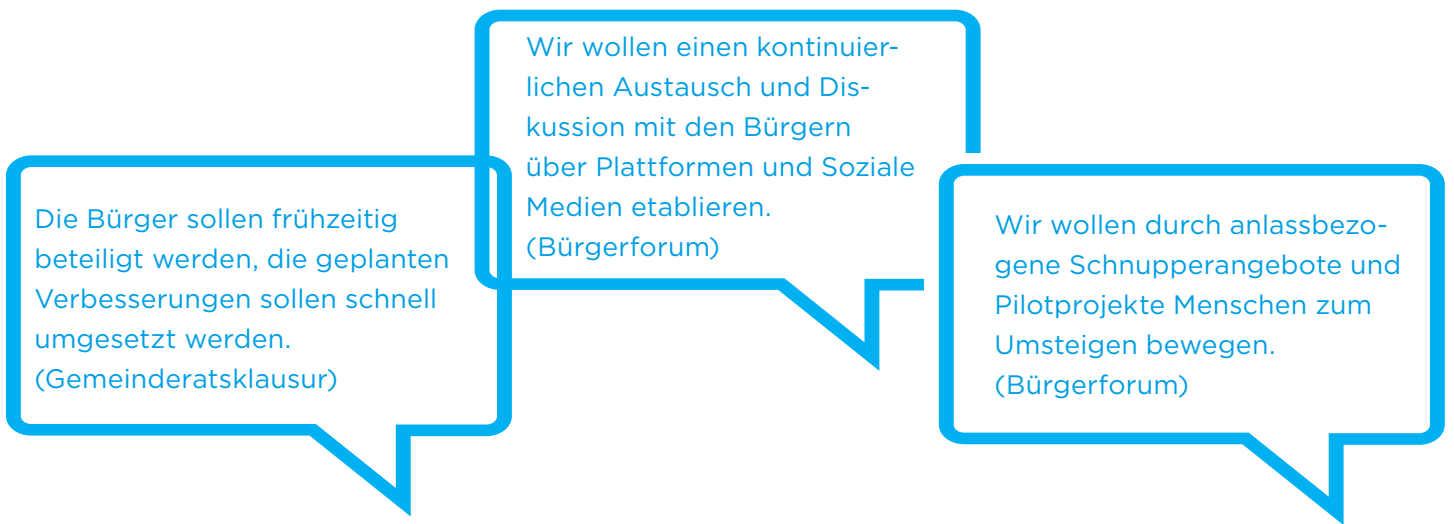 Die Bürger sollen frühzeitig
beteiligt werden, die geplanten
Verbesserungen sollen schnell
umgesetzt werden.
(Gemeinderatsklausur)
Wir wollen einen kontinuier-
lichen Austausch und Dis-
kussion mit den Bürgern
über Plattformen und Soziale
Medien etablieren.
(Bürgerforum)
Wir wollen durch anlassbezo-
gene Schnupperangebote und
Pilotprojekte Menschen zum
Umsteigen bewegen.
(Bürgerforum)